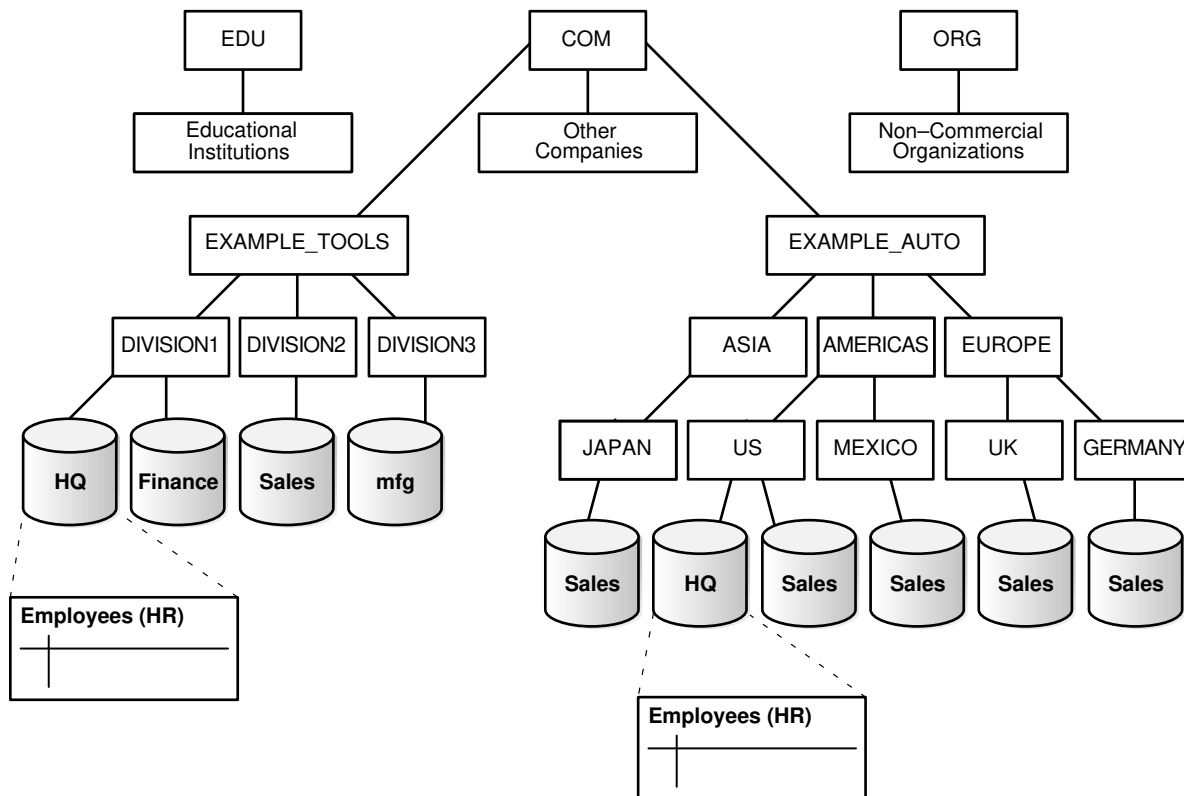 EDU
COM
ORG
Educational
Institutions
Other
Companies
Non–Commercial
Organizations
EXAMPLE_TOOLS
EXAMPLE_AUTO
DIVISION1
DIVISION2
DIVISION3
ASIA
AMERICAS
EUROPE
HQ
Finance
Sales
mfg
JAPAN
US
MEXICO
UK
GERMANY
Sales
HQ
Sales
Sales
Sales
Sales
Employees (HR)
Employees (HR)